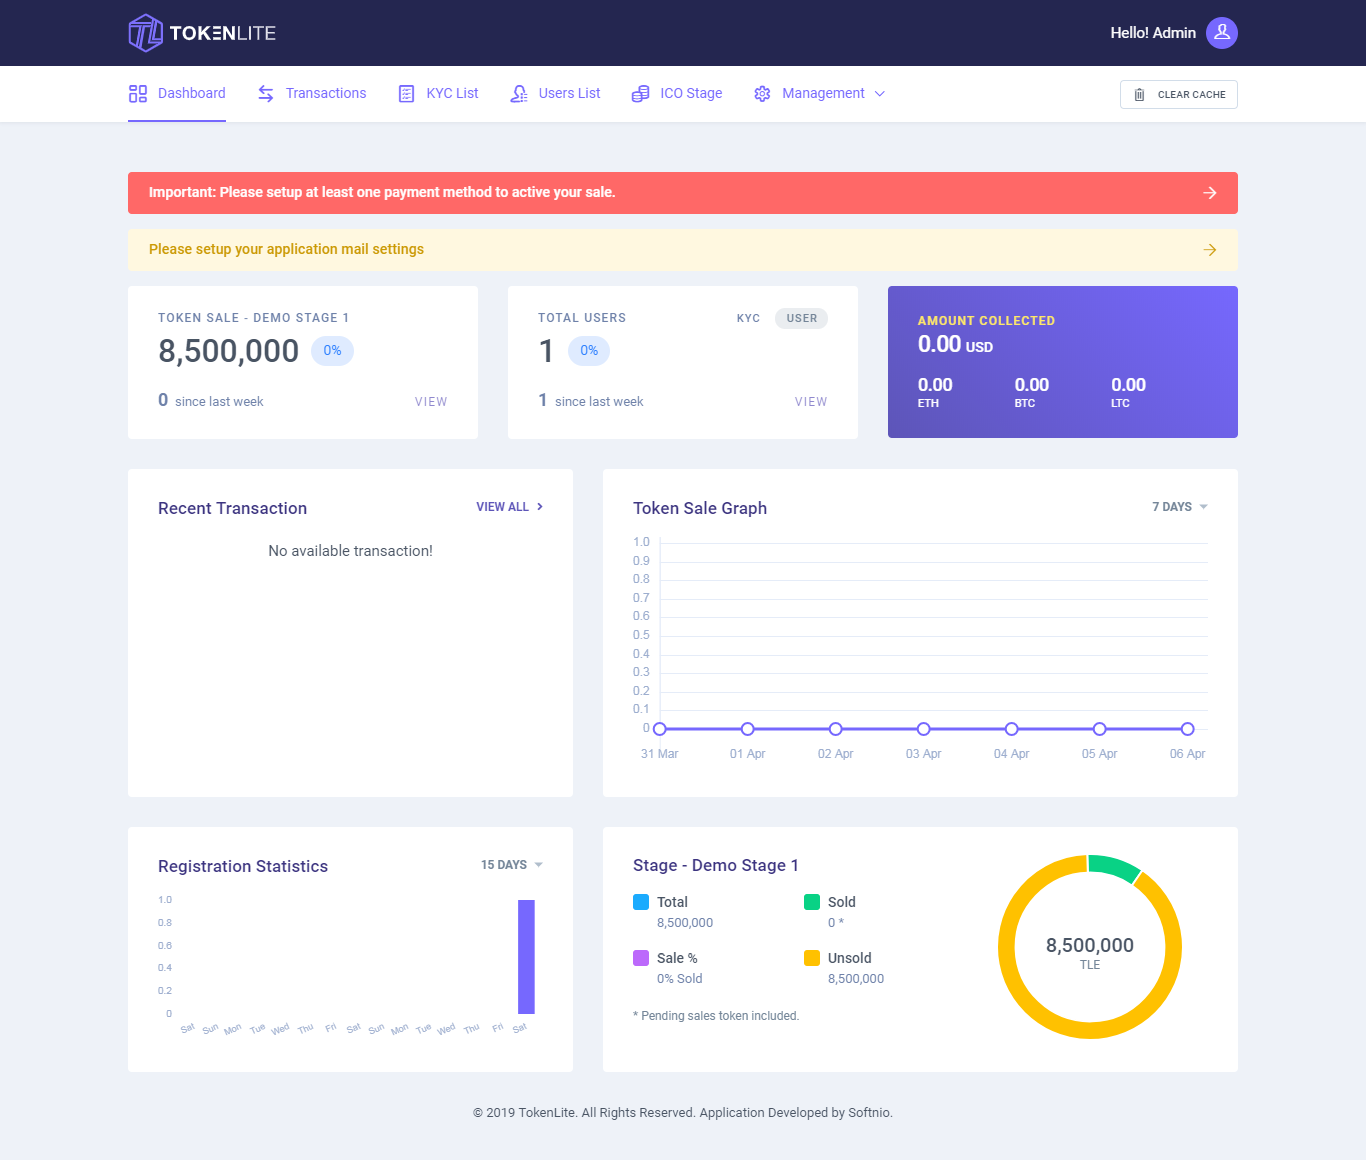 TOKENLITE
Hello! Admin
Dashboard
Transactions
KYC List
Users List
ICO Stage
Management
CLEAR CACHE
Important: Please setup at least one payment method to active your sale.
Please setup your application mail settings
TOKEN SALE - DEMO STAGE 1
8,500,000 0%
0 since last week
VIEW
TOTAL USERS
KYC USER
1 0%
1 since last week
VIEW
AMOUNT COLLECTED
0.00 USD
0.00 0.00 0.00
ETH BTC LTC
Recent Transaction
VIEW ALL
No available transaction!
Token Sale Graph
7 DAYS
1.0
0.9
0.8
0.7
0.6
0.5
0.4
0.3
0.2
0.1
0
31 Mar 01 Apr 02 Apr 03 Apr 04 Apr 05 Apr 06 Apr
Registration Statistics
15 DAYS
1.0
0.8
0.6
0.4
0.2
0
Sat Sun Mon Tue Wed Thu Fri Sat Sun Mon Tue Wed Thu Fri Sat
Stage - Demo Stage 1
Total
8,500,000
Sold
0 *
Sale %
0% Sold
Unsold
8,500,000
* Pending sales token included.
8,500,000
TLE
© 2019 TokenLite. All Rights Reserved. Application Developed by Softnio.